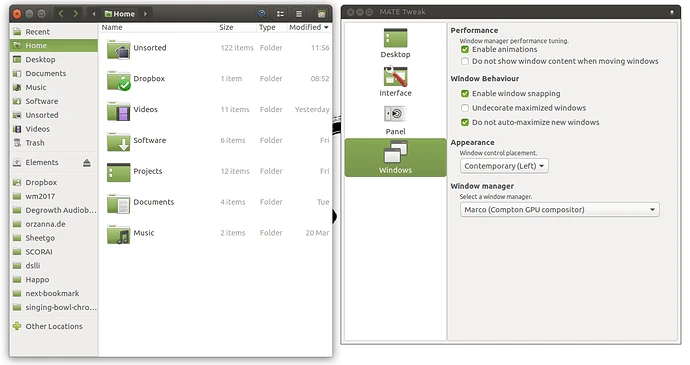 Home
Name
Size
Type
Modified
Recent
Home
Desktop
Documents
Music
Software
Unsorted
Videos
Trash
Elements
Dropbox
wm2017
Degrowth Audiob...
orzanna.de
Sheetgo
SCORAI
dslli
Happo
next-bookmark
singing-bowl-chro...
Other Locations
Unsorted 122 items Folder 11:56
Dropbox 1 item Folder 08:52
Videos 11 items Folder Yesterday
Software 6 items Folder Fri
Projects 12 items Folder Fri
Documents 4 items Folder Tue
Music 2 items Folder 20 Mar
MATE Tweak
Desktop
Interface
Panel
Windows
Performance
Window manager performance tuning.
Enable animations
Do not show window content when moving windows
Window Behaviour
Enable window snapping
Undecorate maximized windows
Do not auto-maximize new windows
Appearance
Window control placement.
Contemporary (Left)
Window manager
Select a window manager.
Marco (Compton GPU compositor)